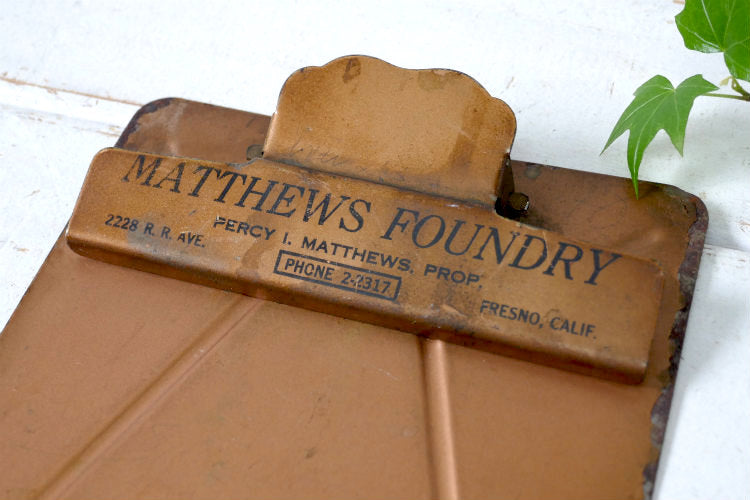 MATTHEWS FOUNDRY
PERCY I. MATTHEWS, PROP.
2228 R. R. AVE.
PHONE 2-2317
FRESNO, CALIF.